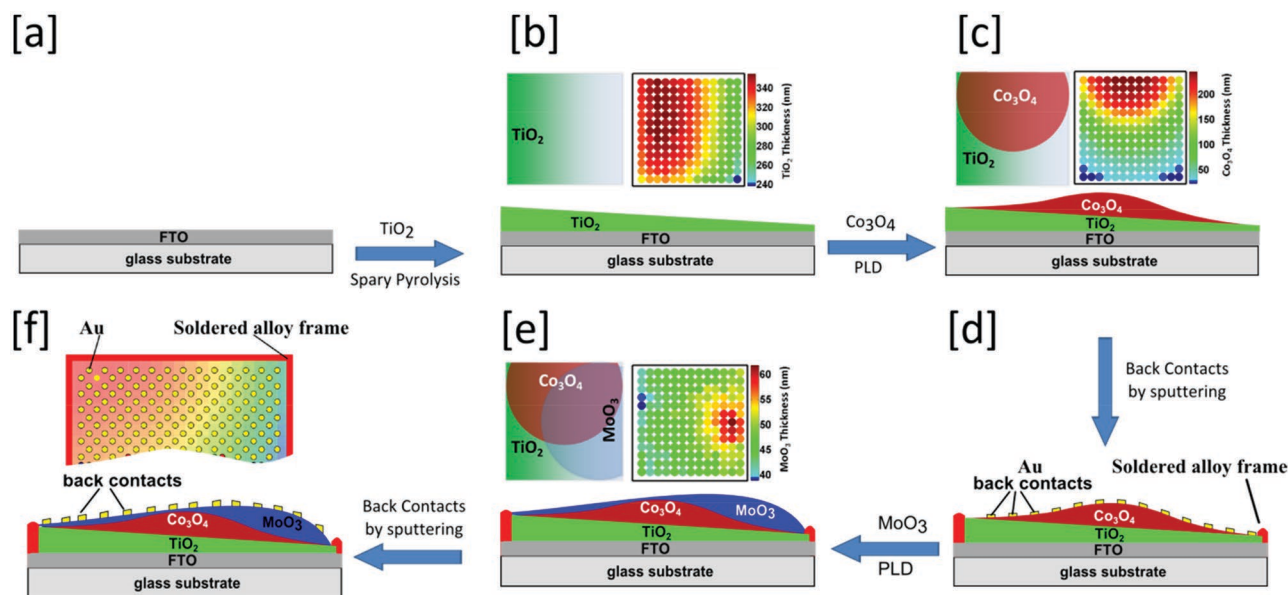 [a]
FTO
glass substrate
TiO2
Spary Pyrolysis
[b]
TiO2
340
320
300
280
260
240
TiO2 Thickness (nm)
TiO2
FTO
glass substrate
Co3O4
PLD
[c]
Co3O4
TiO2
200
150
100
50
Co3O4 Thickness (nm)
Co3O4
TiO2
FTO
glass substrate
[f]
Au
Soldered alloy frame
back contacts
Co3O4
MoO3
TiO2
FTO
glass substrate
Back Contacts
by sputtering
[e]
Co3O4
MoO3
TiO2
60
55
50
45
40
MoO3 Thickness (nm)
Co3O4
MoO3
TiO2
FTO
glass substrate
MoO3
PLD
[d]
Back Contacts
by sputtering
Au
back contacts
Soldered alloy frame
Co3O4
TiO2
FTO
glass substrate